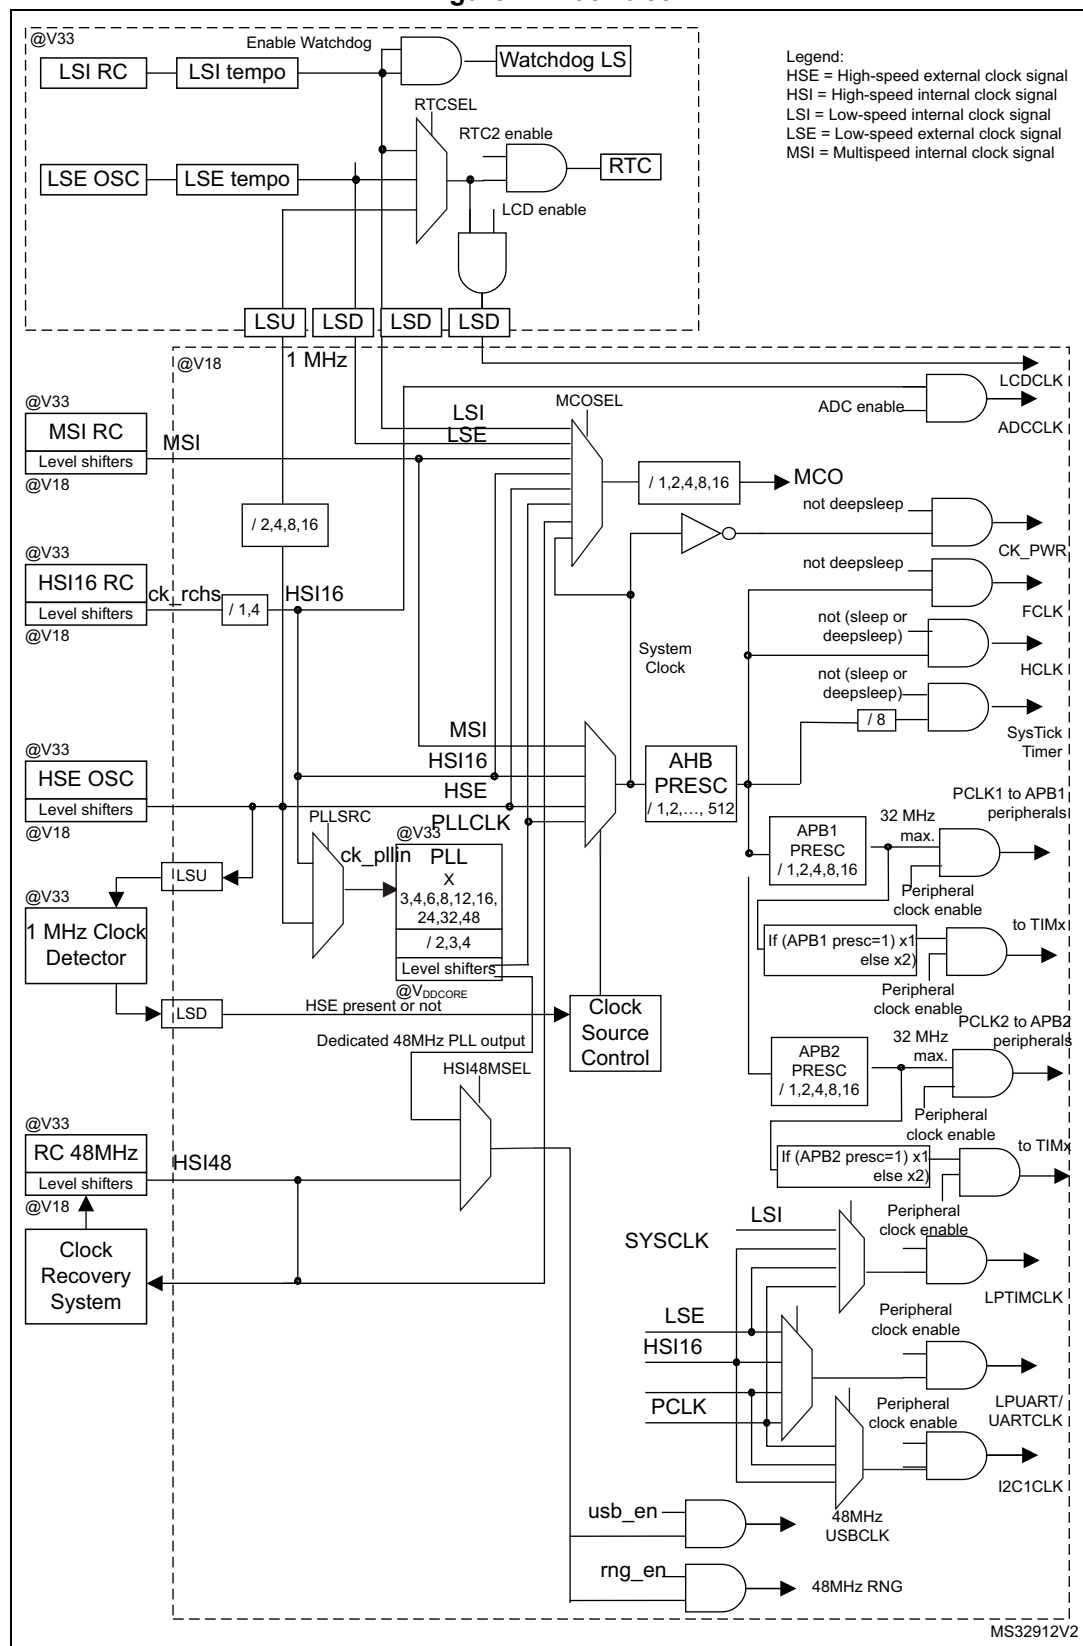 @V33
Enable Watchdog
LSI RC
LSI tempo
Watchdog LS
Legend:
HSE = High-speed external clock signal
HSI = High-speed internal clock signal
LSI = Low-speed internal clock signal
LSE = Low-speed external clock signal
MSI = Multispeed internal clock signal
RTCSEL
RTC2 enable
LSE OSC
LSE tempo
RTC
LCD enable
LSU
LSD
LSD
LSD
1 MHz
@V18
LCDCLK
@V33
MSI RC
Level shifters
@V18
MSI
LSI
LSE
MCOSEL
ADC enable
ADCCLK
/ 1,2,4,8,16
MCO
/ 2,4,8,16
not deepsleep
CK_PWR
@V33
HSI16 RC
Level shifters
@V18
ck_rchs
/ 1,4
HSI16
not deepsleep
FCLK
not (sleep or
deepsleep)
HCLK
System
Clock
not (sleep or
deepsleep)
/ 8
SysTick
Timer
@V33
HSE OSC
Level shifters
@V18
MSI
HSI16
HSE
PLLCLK
AHB
PRESC
/ 1,2,..., 512
PCLK1 to APB1
peripherals
32 MHz
max.
APB1
PRESC
/ 1,2,4,8,16
Peripheral
clock enable
PLLSRC
ck_pllin
@V33
PLL
X
3,4,6,8,12,16,
24,32,48
/ 2,3,4
Level shifters
@VDDCORE
LSU
@V33
1 MHz Clock
Detector
to TIMx
If (APB1 presc=1) x1
else x2)
Peripheral
clock enable
LSD
HSE present or not
Clock
Source
Control
Dedicated 48MHz PLL output
PCLK2 to APB2
peripherals
32 MHz
max.
APB2
PRESC
/ 1,2,4,8,16
Peripheral
clock enable
HSI48MSEL
@V33
RC 48MHz
Level shifters
@V18
HSI48
to TIMx
If (APB2 presc=1) x1
else x2)
Peripheral
clock enable
Clock
Recovery
System
LSI
SYSCLK
LPTIMCLK
LSE
HSI16
PCLK
Peripheral
clock enable
LPUART/
UARTCLK
Peripheral
clock enable
I2C1CLK
usb_en
48MHz
USBCLK
rng_en
48MHz RNG
MS32912V2